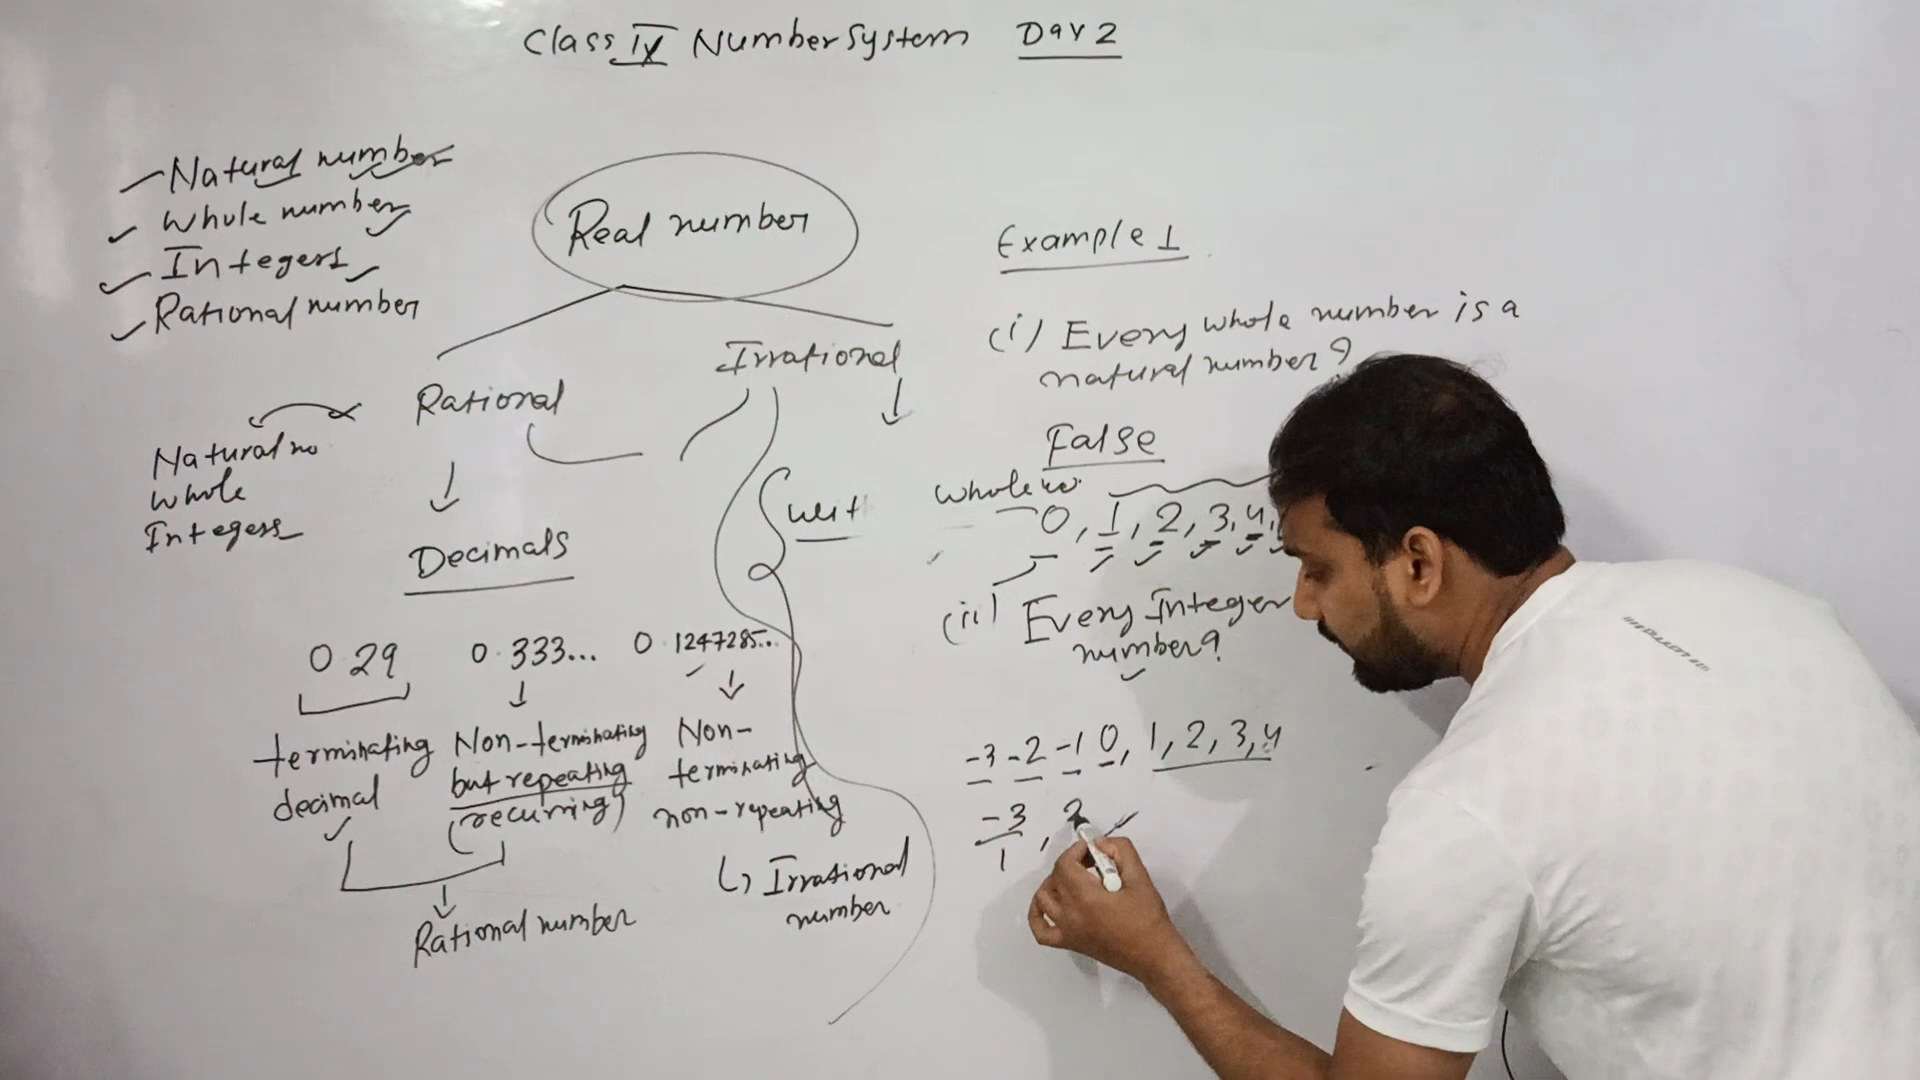 Class IX Number System Day 2
Natural number
Whole number
Integers
Rational number
Real number
Rational
Irrational
Natural no
Whole
Integers
Decimals
0.29
0.333...
0.1247285...
terminating
decimal
Non-terminating
but repeating
(recurring)
Non-
terminating
non-repeating
Rational number
Irrational
number
Example 1
(i) Every whole number is a
natural number?
False
Whole no.
0, 1, 2, 3, 4,
(ii) Every Integer
number?
-3 -2 -1 0, 1, 2, 3, 4
-3
1 ,